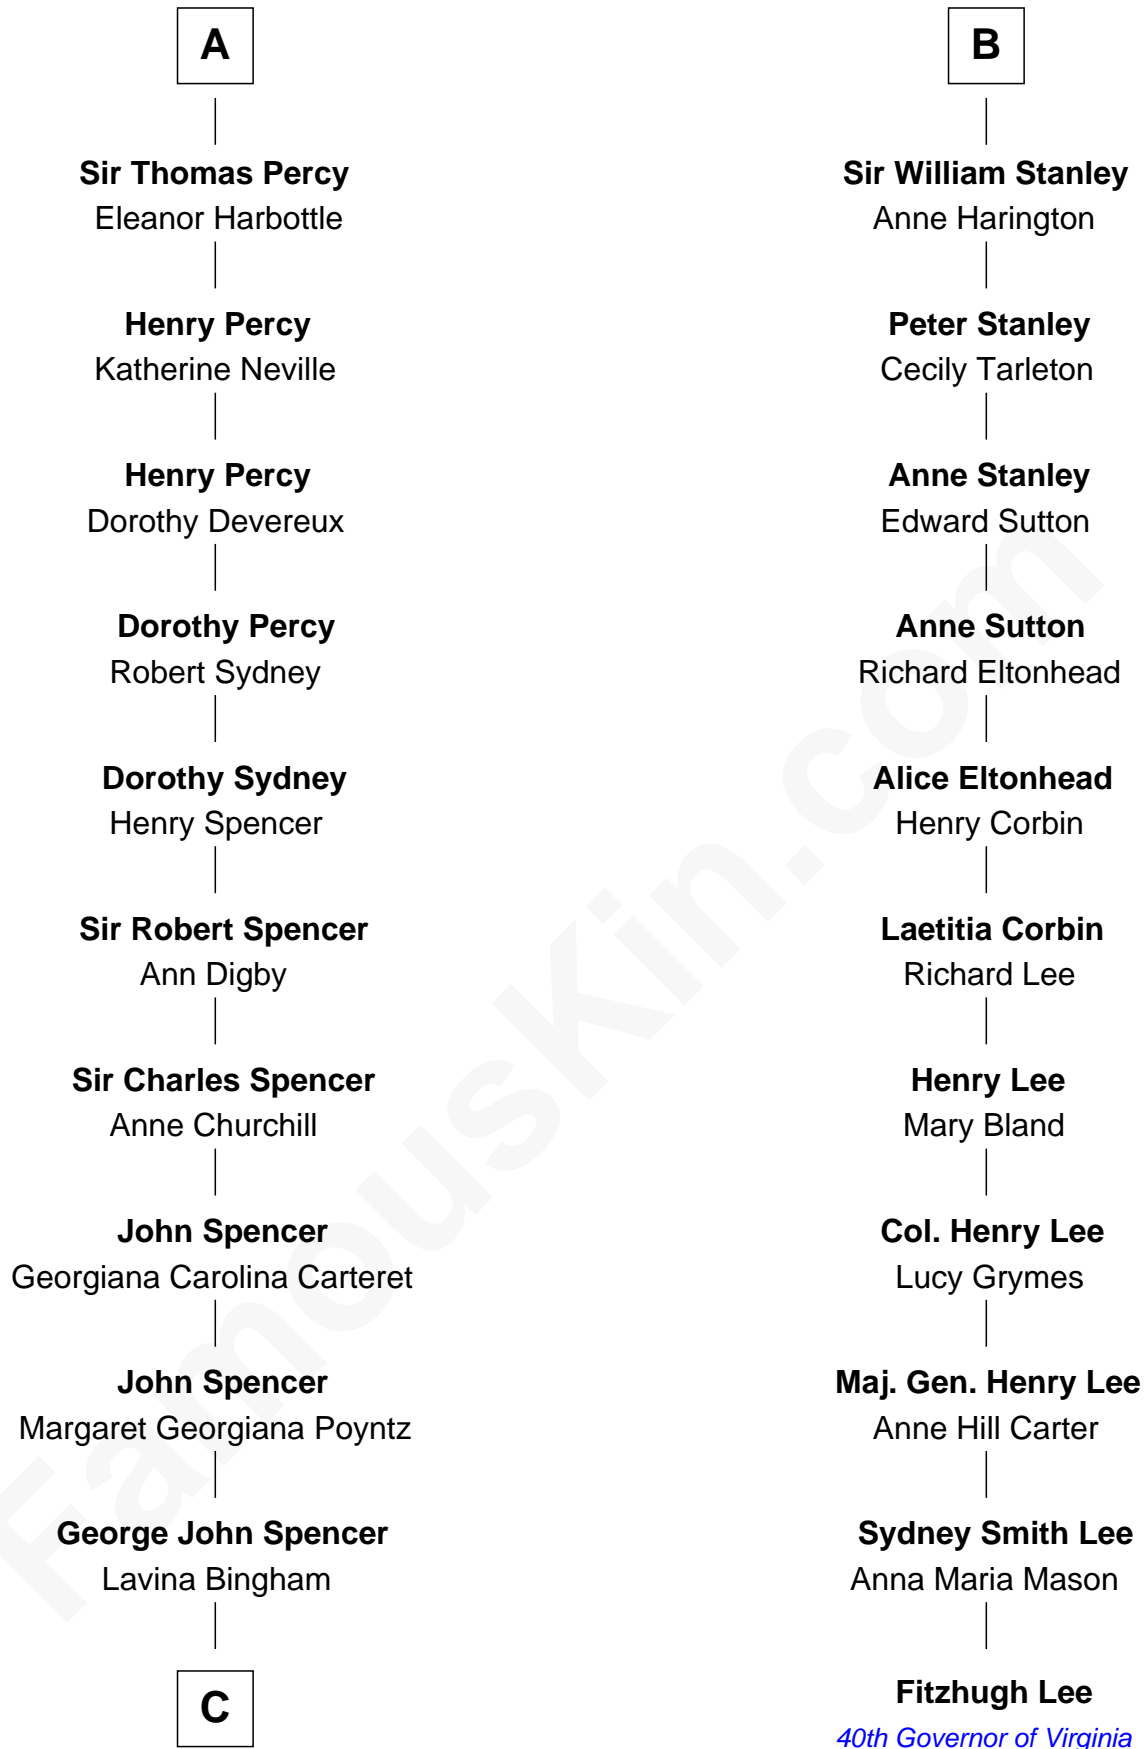 A
Sir Thomas Percy
Eleanor Harbottle
Henry Percy
Katherine Neville
Henry Percy
Dorothy Devereux
Dorothy Percy
Robert Sydney
Dorothy Sydney
Henry Spencer
Sir Robert Spencer
Ann Digby
Sir Charles Spencer
Anne Churchill
John Spencer
Georgiana Carolina Carteret
John Spencer
Margaret Georgiana Poyntz
George John Spencer
Lavina Bingham
C
B
Sir William Stanley
Anne Harington
Peter Stanley
Cecily Tarleton
Anne Stanley
Edward Sutton
Anne Sutton
Richard Eltonhead
Alice Eltonhead
Henry Corbin
Laetitia Corbin
Richard Lee
Henry Lee
Mary Bland
Col. Henry Lee
Lucy Grymes
Maj. Gen. Henry Lee
Anne Hill Carter
Sydney Smith Lee
Anna Maria Mason
Fitzhugh Lee
40th Governor of Virginia
FamousKin.com